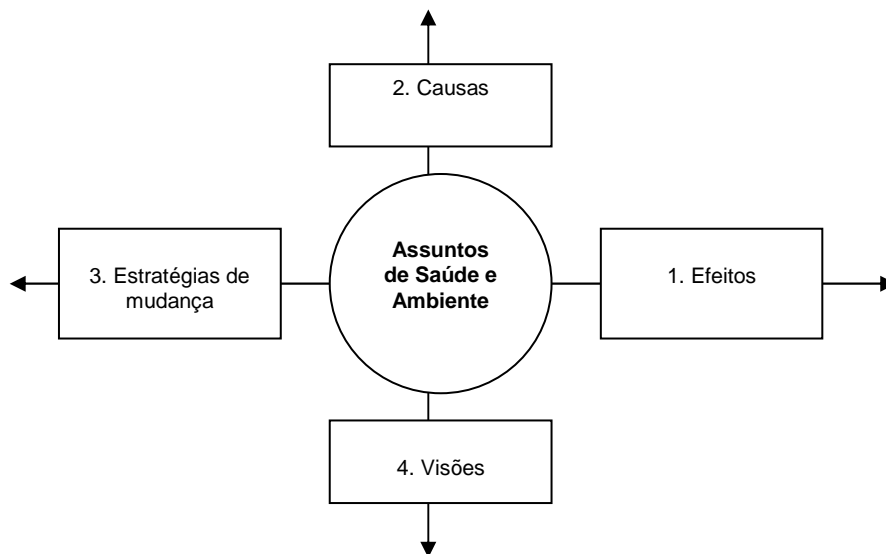 2. Causas
Assuntos
de Saúde e
Ambiente
3. Estratégias de
mudança
1. Efeitos
4. Visões